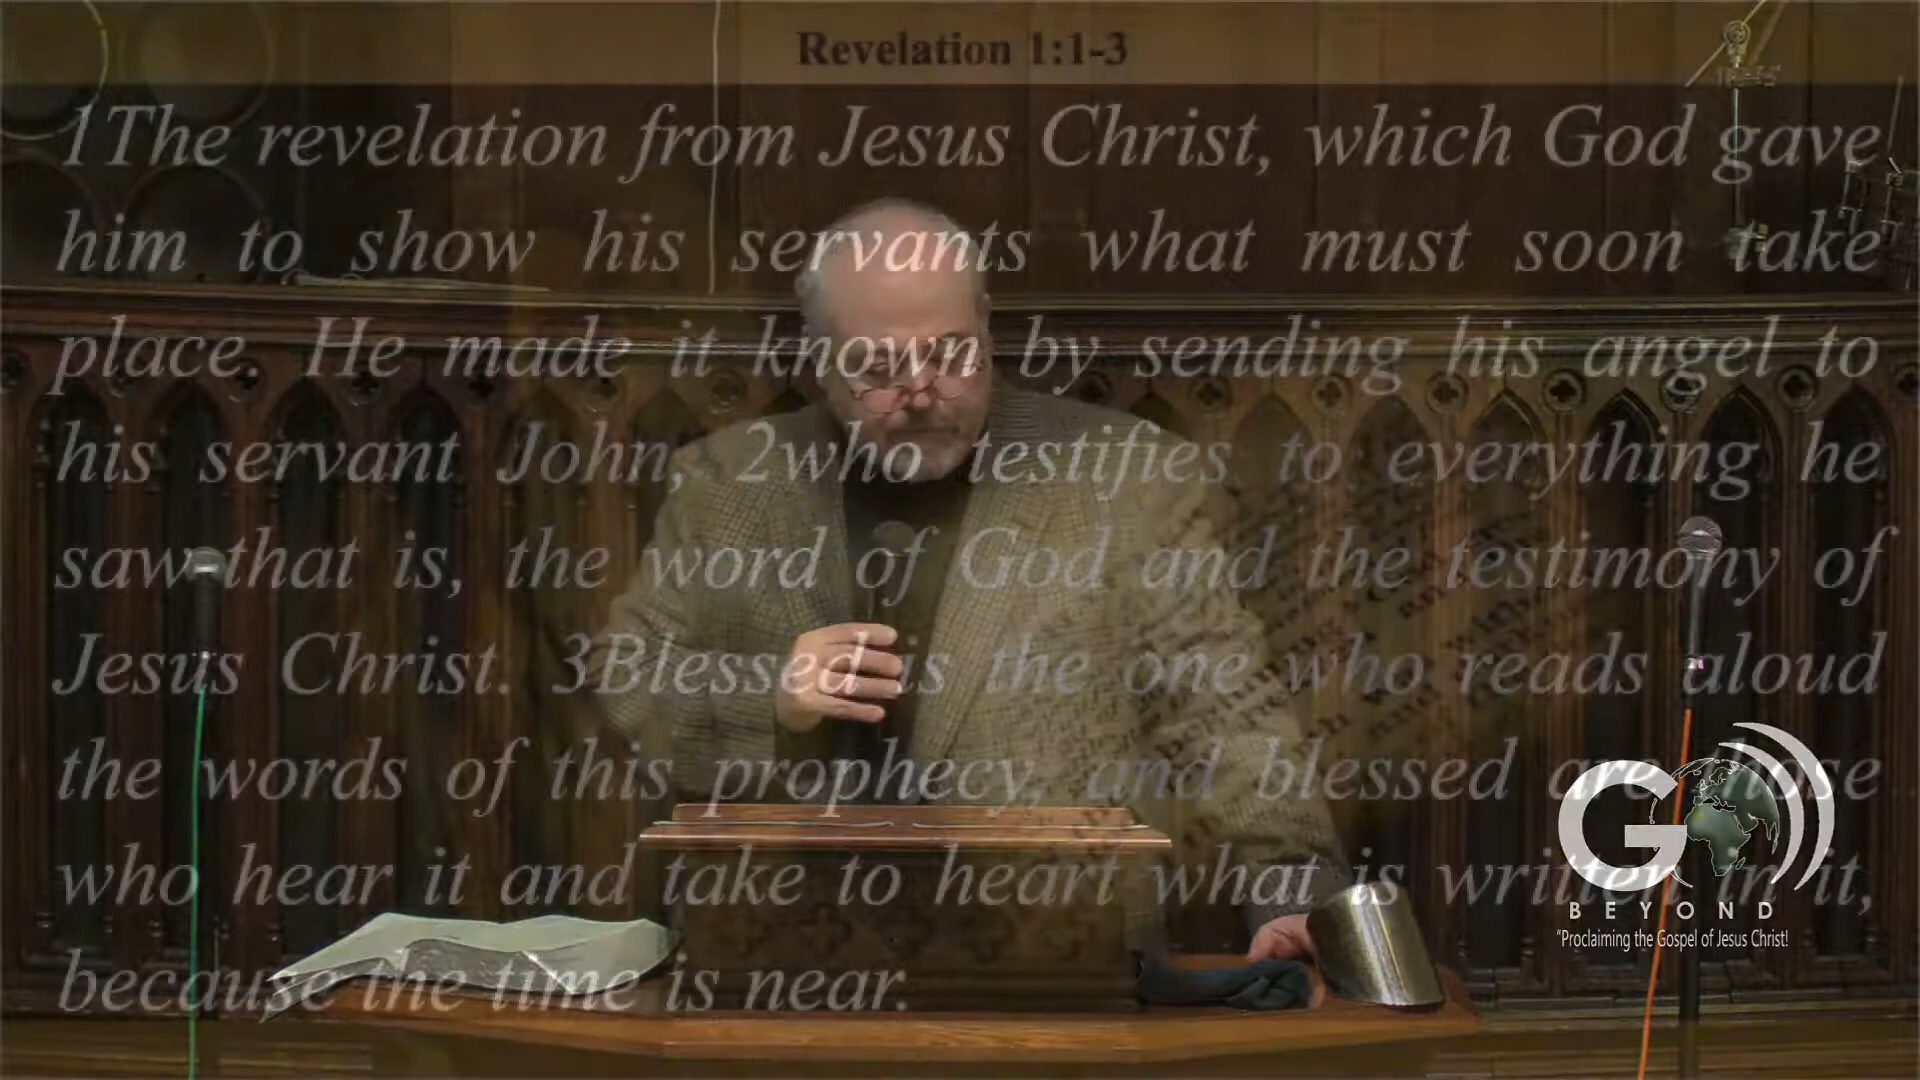 Revelation 1:1-3
1The revelation from Jesus Christ, which God gave
him to show his servants what must soon take
place. He made it known by sending his angel to
his servant John, 2who testifies to everything he
saw that is, the word of God and the testimony of
Jesus Christ. 3Blessed is the one who reads aloud
the words of this prophecy, and blessed are those
who hear it and take to heart what is written in it,
because the time is near.
GO
BEYOND
"Proclaiming the Gospel of Jesus Christ!